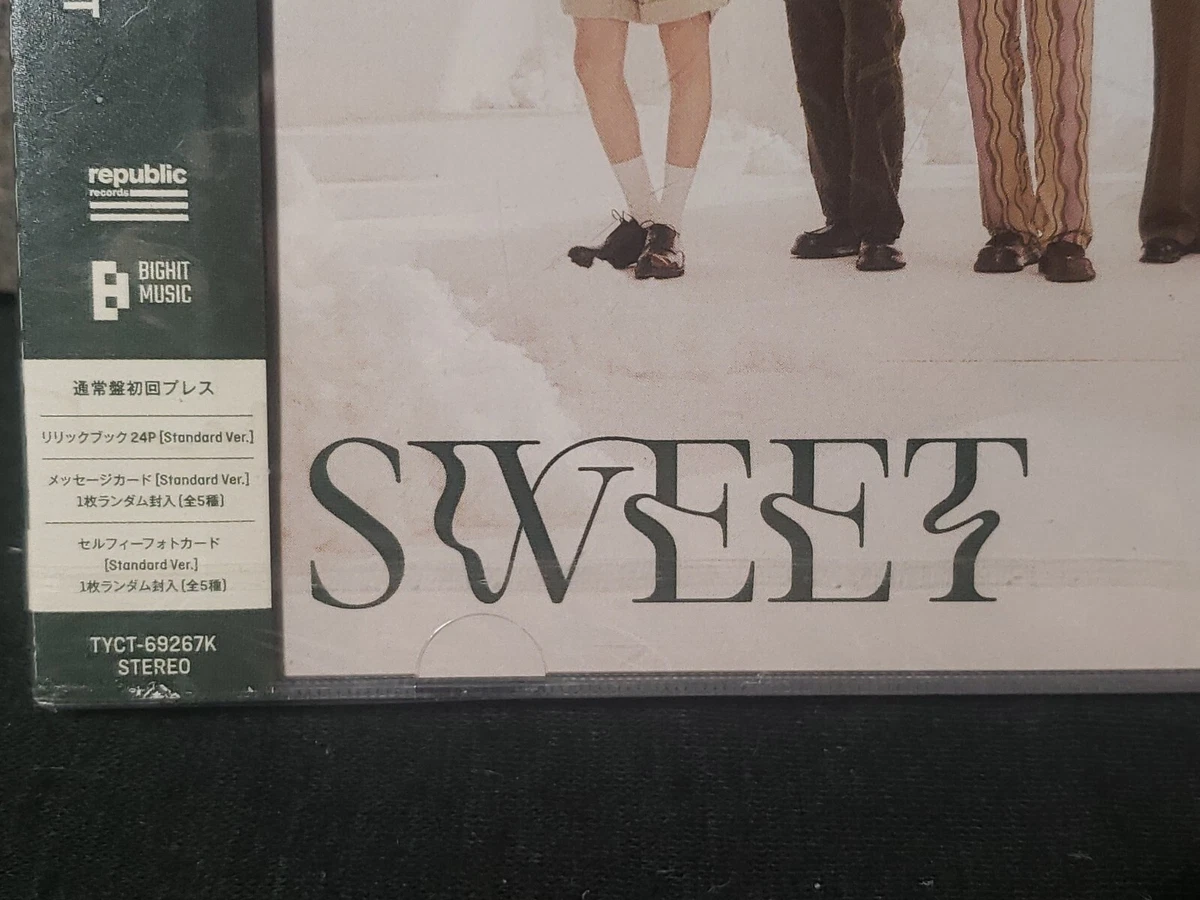 republic
records
BIGHIT
MUSIC
通常盤初回プレス
リリックブック 24P [Standard Ver.]
メッセージカード [Standard Ver.]
1枚ランダム封入 (全5種)
セルフィーフォトカード
[Standard Ver.]
1枚ランダム封入 (全5種)
TYCT-69267K
STEREO
SWEET